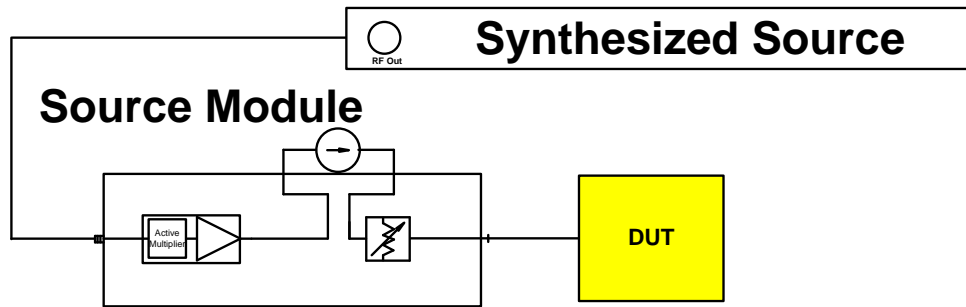 Synthesized Source
RF Out
Source Module
Active
Multiplier
DUT